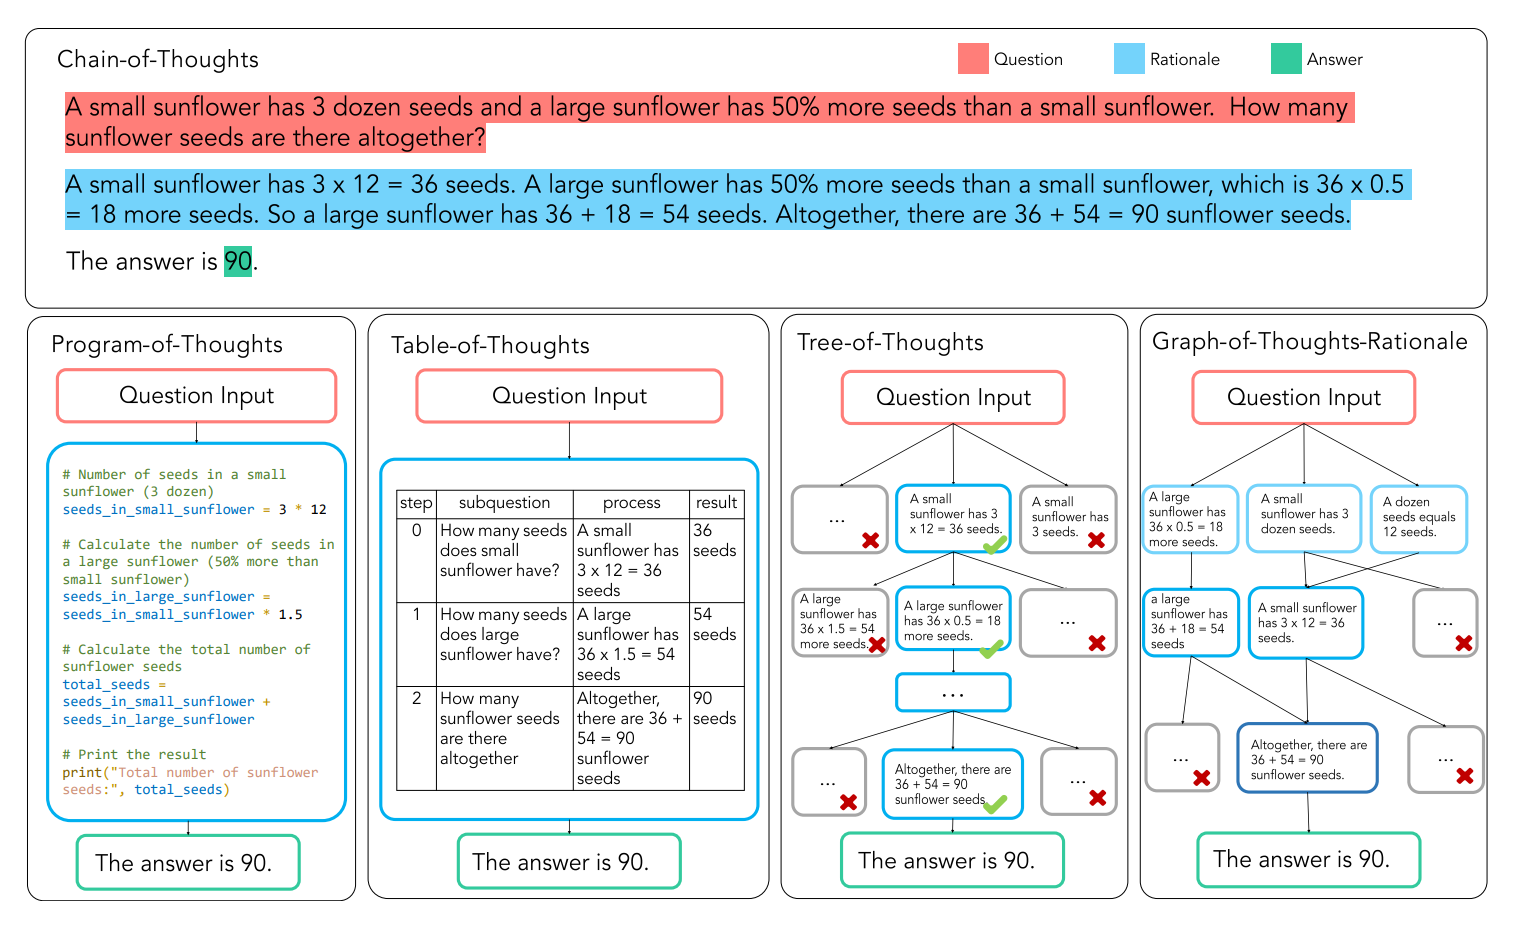 Chain-of-Thoughts
Question
Rationale
Answer
A small sunflower has 3 dozen seeds and a large sunflower has 50% more seeds than a small sunflower.  How many
sunflower seeds are there altogether?
A small sunflower has 3 x 12 = 36 seeds. A large sunflower has 50% more seeds than a small sunflower, which is 36 x 0.5
= 18 more seeds. So a large sunflower has 36 + 18 = 54 seeds. Altogether, there are 36 + 54 = 90 sunflower seeds.
The answer is 90.
Program-of-Thoughts
Question Input
# Number of seeds in a small
sunflower (3 dozen)
seeds_in_small_sunflower = 3 * 12
# Calculate the number of seeds in
a large sunflower (50% more than
small sunflower)
seeds_in_large_sunflower =
seeds_in_small_sunflower * 1.5
# Calculate the total number of
sunflower seeds
total_seeds =
seeds_in_small_sunflower +
seeds_in_large_sunflower
# Print the result
print("Total number of sunflower
seeds:", total_seeds)
The answer is 90.
Table-of-Thoughts
Question Input
step
subquestion
process
result
0
How many seeds
does small
sunflower have?
A small
sunflower has
3 x 12 = 36
seeds
36
seeds
1
How many seeds
does large
sunflower have?
A large
sunflower has
36 x 1.5 = 54
seeds
54
seeds
2
How many
sunflower seeds
are there
altogether
Altogether,
there are 36 +
54 = 90
sunflower
seeds
90
seeds
The answer is 90.
Tree-of-Thoughts
Question Input
...
A small
sunflower has 3
x 12 = 36 seeds.
A small
sunflower has
3 seeds.
A large
sunflower has
36 x 1.5 = 54
more seeds.
A large sunflower
has 36 x 0.5 = 18
more seeds.
...
...
...
Altogether, there are
36 + 54 = 90
sunflower seeds.
...
The answer is 90.
Graph-of-Thoughts-Rationale
Question Input
A large
sunflower has
36 x 0.5 = 18
more seeds.
A small
sunflower has 3
dozen seeds.
A dozen
seeds equals
12 seeds.
a large
sunflower has
36 + 18 = 54
seeds
A small sunflower
has 3 x 12 = 36
seeds.
...
...
Altogether, there are
36 + 54 = 90
sunflower seeds.
...
The answer is 90.